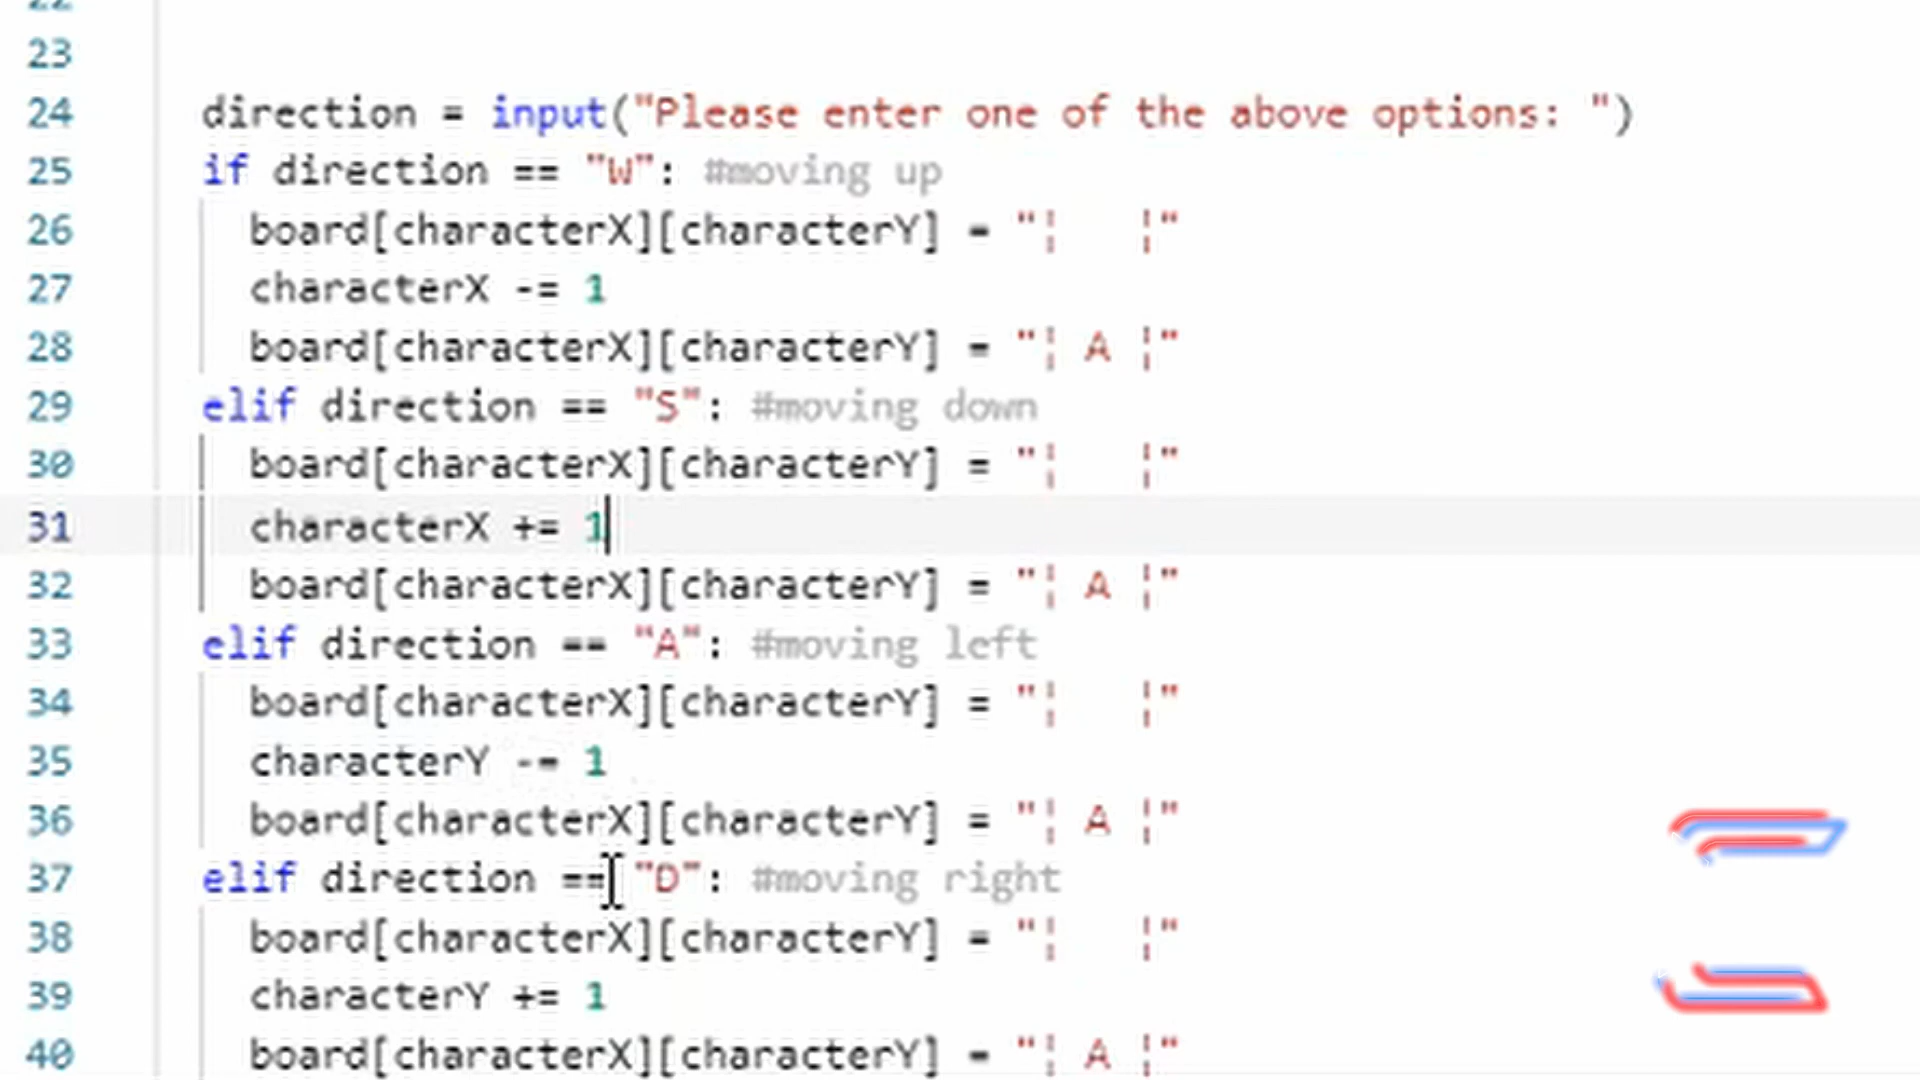 22
23
24 direction = input("Please enter one of the above options: ")
25 if direction == "W": #moving up
26 board[characterX][characterY] = "¦   ¦"
27 characterX -= 1
28 board[characterX][characterY] = "¦ A ¦"
29 elif direction == "S": #moving down
30 board[characterX][characterY] = "¦   ¦"
31 characterX += 1
32 board[characterX][characterY] = "¦ A ¦"
33 elif direction == "A": #moving left
34 board[characterX][characterY] = "¦   ¦"
35 characterY -= 1
36 board[characterX][characterY] = "¦ A ¦"
37 elif direction == "D": #moving right
38 board[characterX][characterY] = "¦   ¦"
39 characterY += 1
40 board[characterX][characterY] = "¦ A ¦"